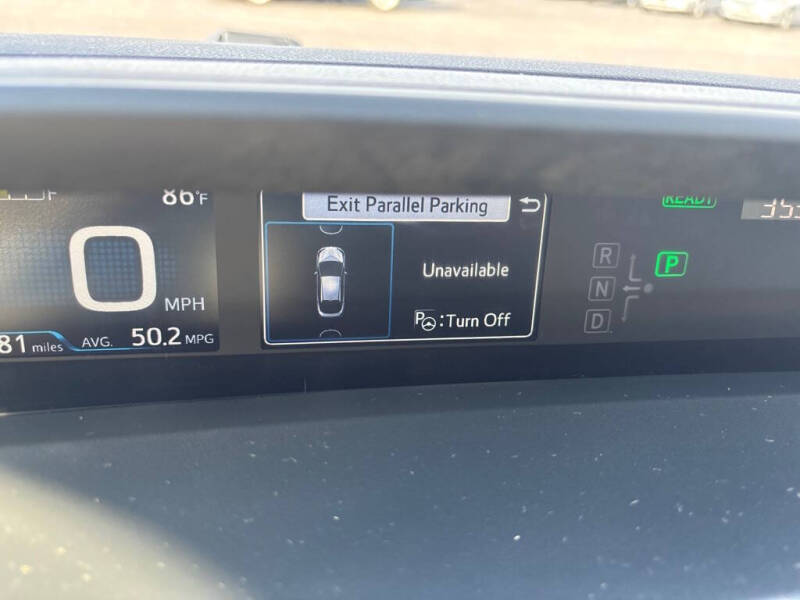 F
86°F
0 MPH
81 miles
AVG. 50.2 MPG
Exit Parallel Parking
Unavailable
P:Turn Off
READY
R
N
D
P